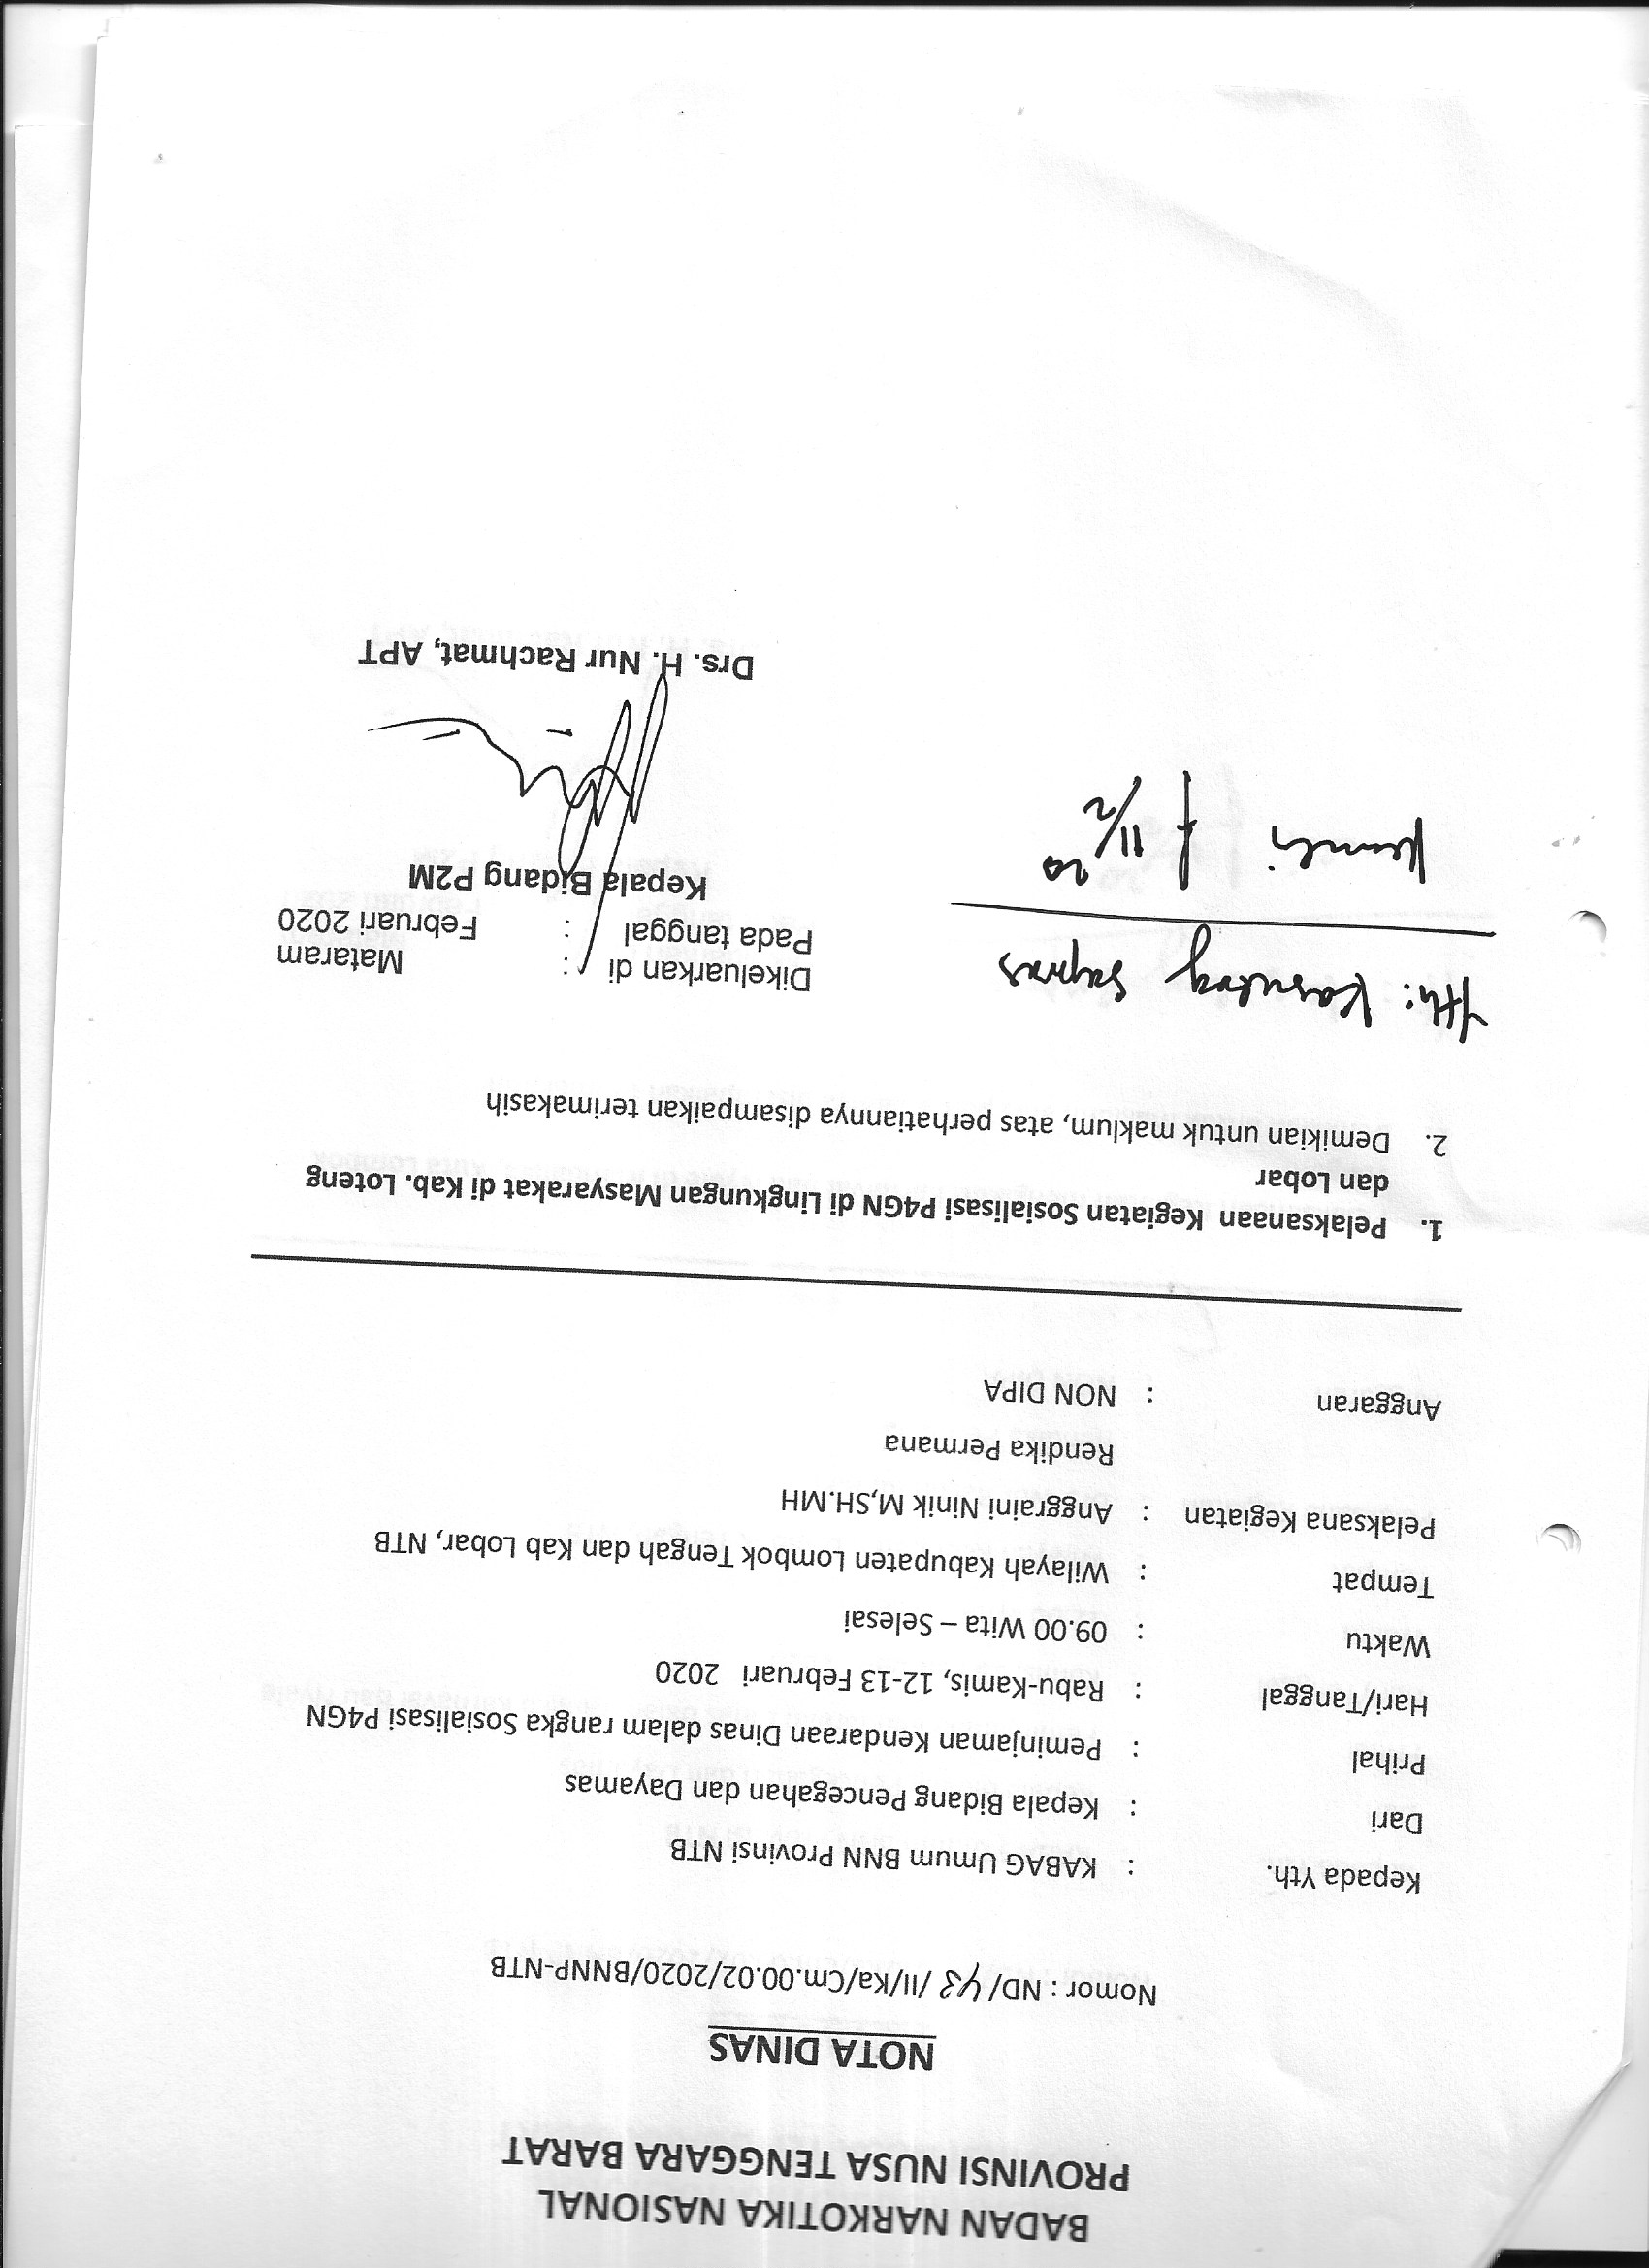 BADAN NARKOTIKA NASIONAL
PROVINSI NUSA TENGGARA BARAT
NOTA DINAS
Nomor : ND/ 43 /II/Ka/Cm.00.02/2020/BNNP-NTB
Kepada Yth. : KABAG Umum BNN Provinsi NTB
Dari : Kepala Bidang Pencegahan dan Dayamas
Prihal : Peminjaman Kendaraan Dinas dalam rangka Sosialisasi P4GN
Hari/Tanggal : Rabu-Kamis, 12-13 Februari 2020
Waktu : 09.00 Wita – Selesai
Tempat : Wilayah Kabupaten Lombok Tengah dan Kab Lobar, NTB
Pelaksana Kegiatan : Anggraini Ninik M,SH.MH
Rendika Permana
Anggaran : NON DIPA
1. Pelaksanaan Kegiatan Sosialisasi P4GN di Lingkungan Masyarakat di Kab. Loteng
dan Lobar
2. Demikian untuk maklum, atas perhatiannya disampaikan terimakasih
Yth: Kasubag
11/2 20
Dikeluarkan di : Mataram
Pada tanggal : Februari 2020
Kepala Bidang P2M
Drs. H. Nur Rachmat, APT